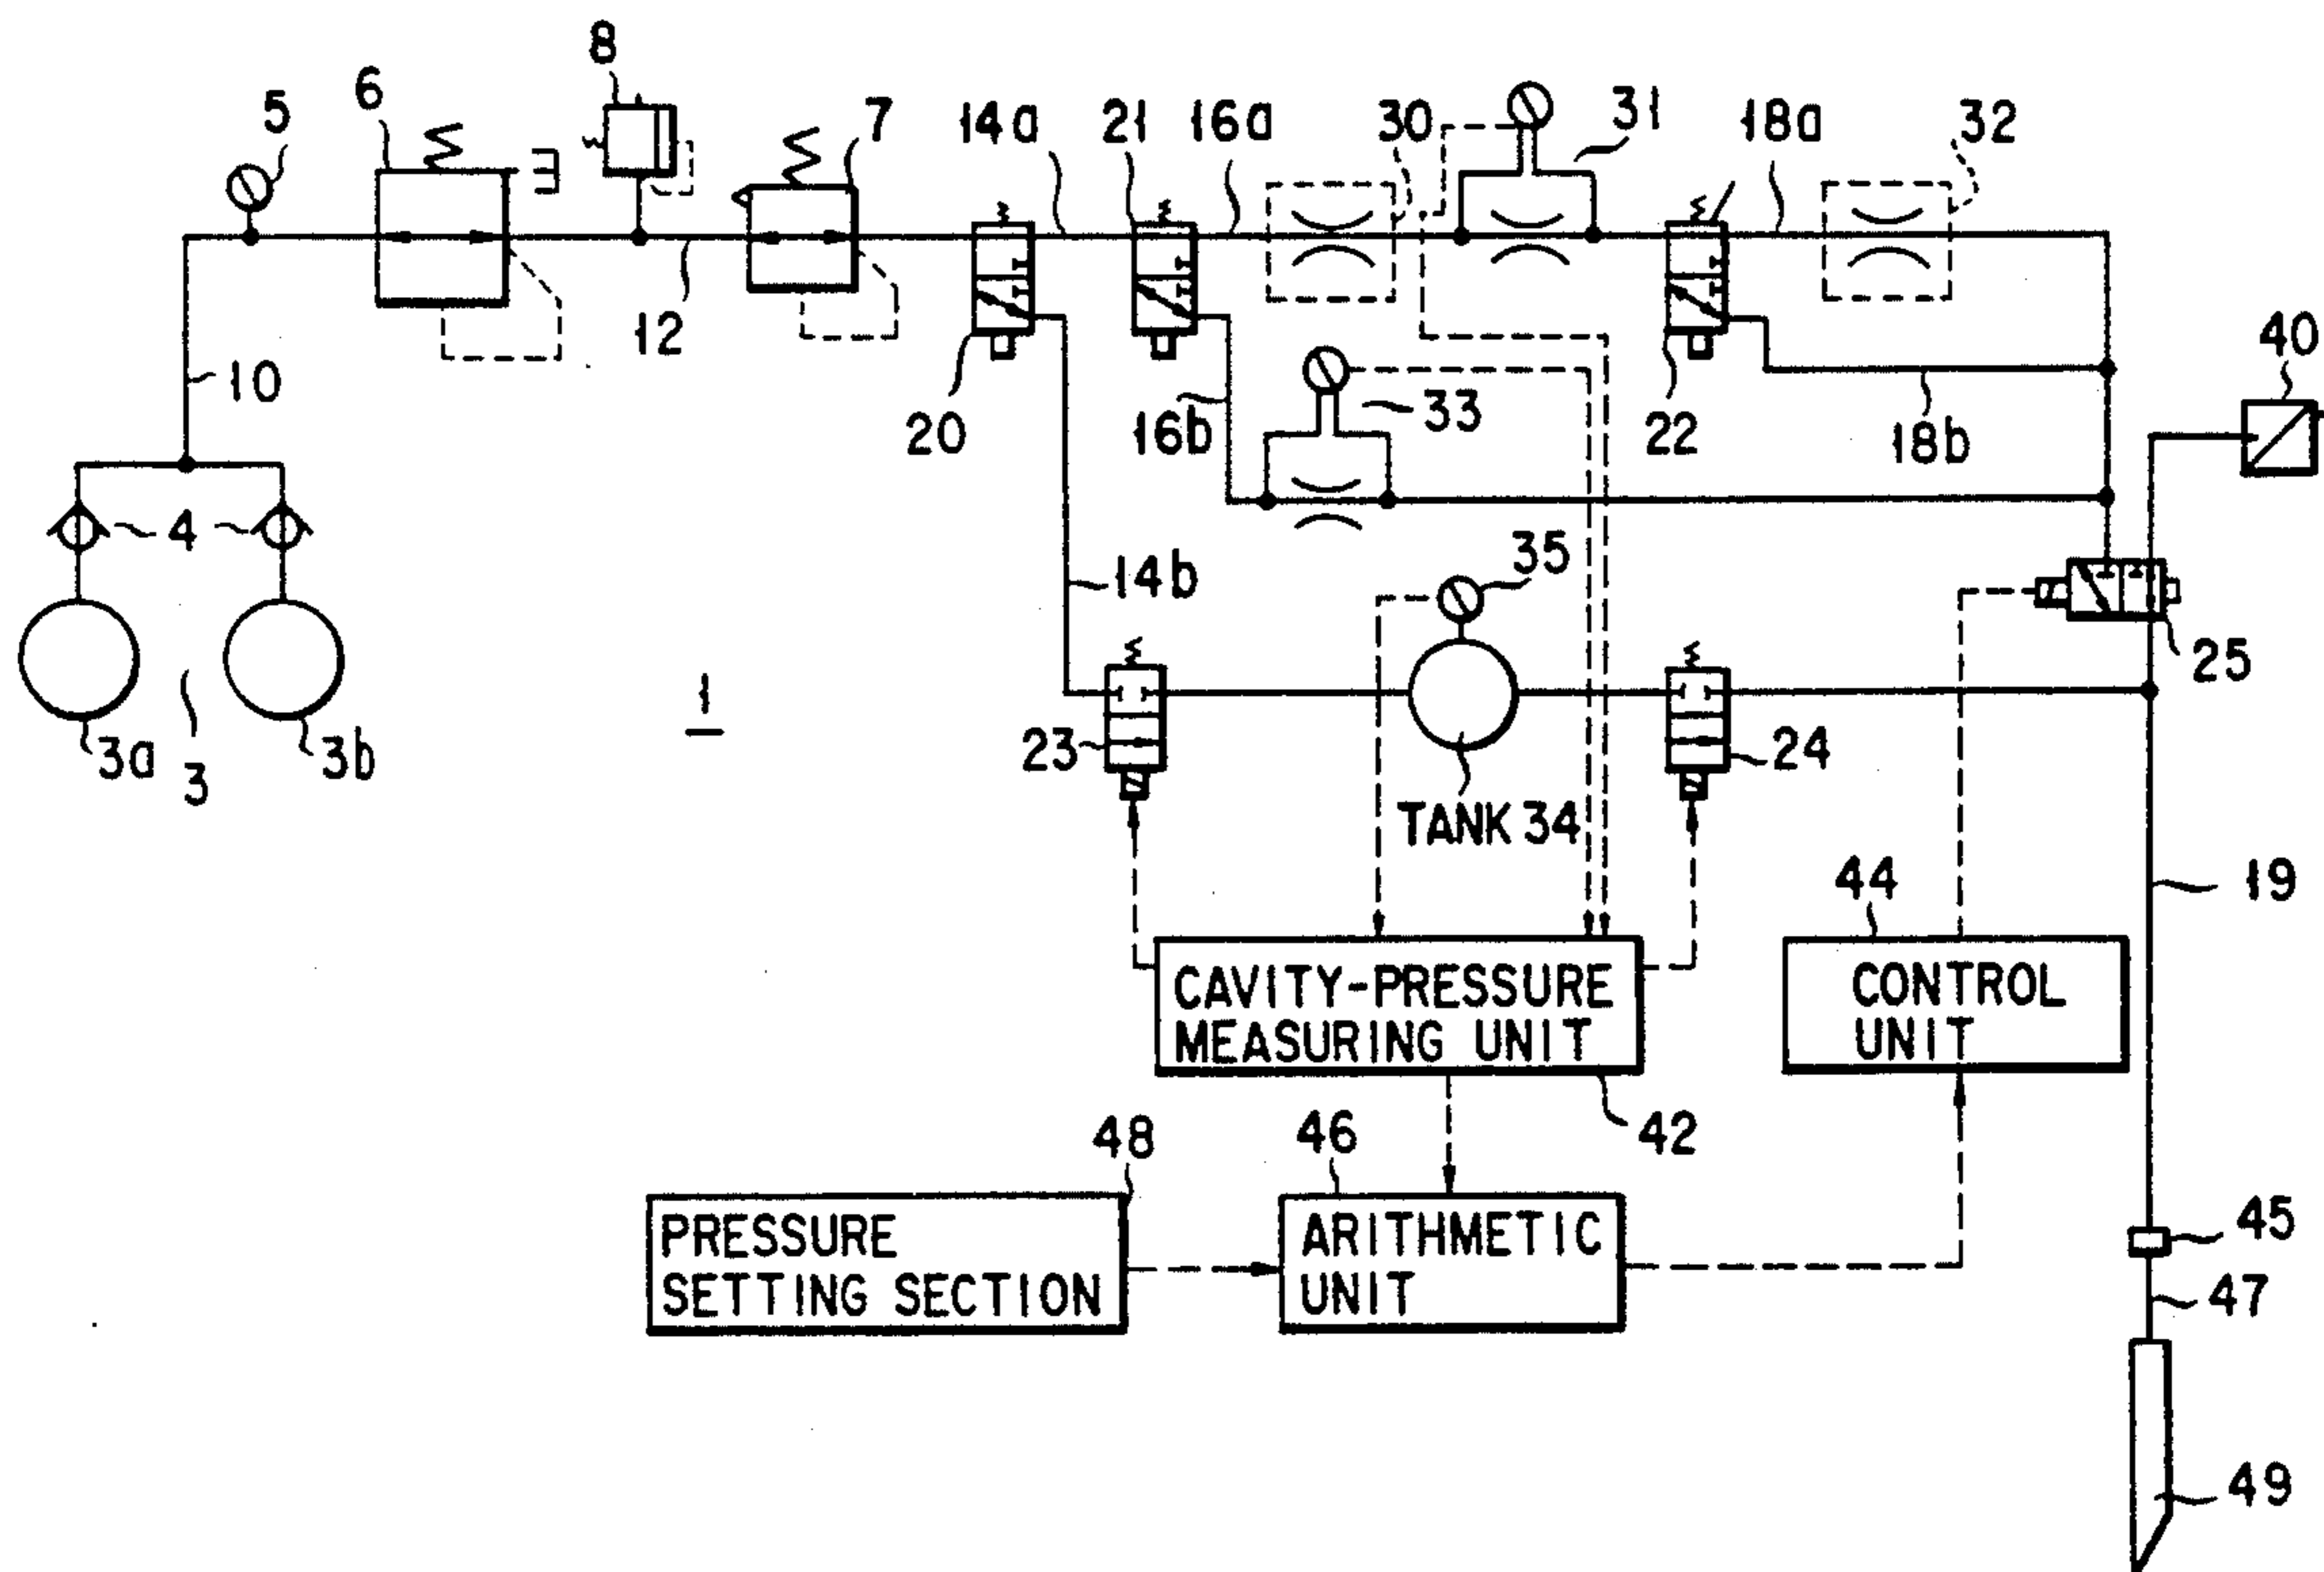 8
6
5
7
14a
21
16a
30
31
18a
32
12
10
20
16b
33
22
18b
40
4
14b
35
25
1
3a
3
3b
23
TANK 34
24
19
44
CAVITY-PRESSURE
MEASURING UNIT
CONTROL
UNIT
42
48
46
PRESSURE
SETTING SECTION
ARITHMETIC
UNIT
45
47
49